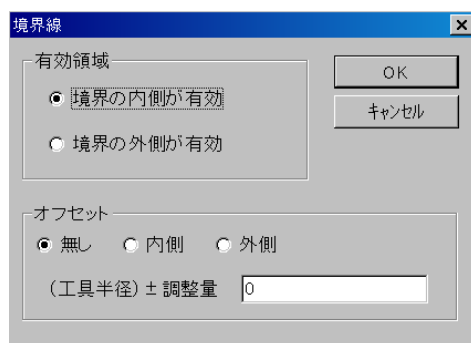 境界線
有効領域
境界の内側が有効
境界の外側が有効
OK
キャンセル
オフセット
無し 内側 外側
(工具半径)±調整量 0